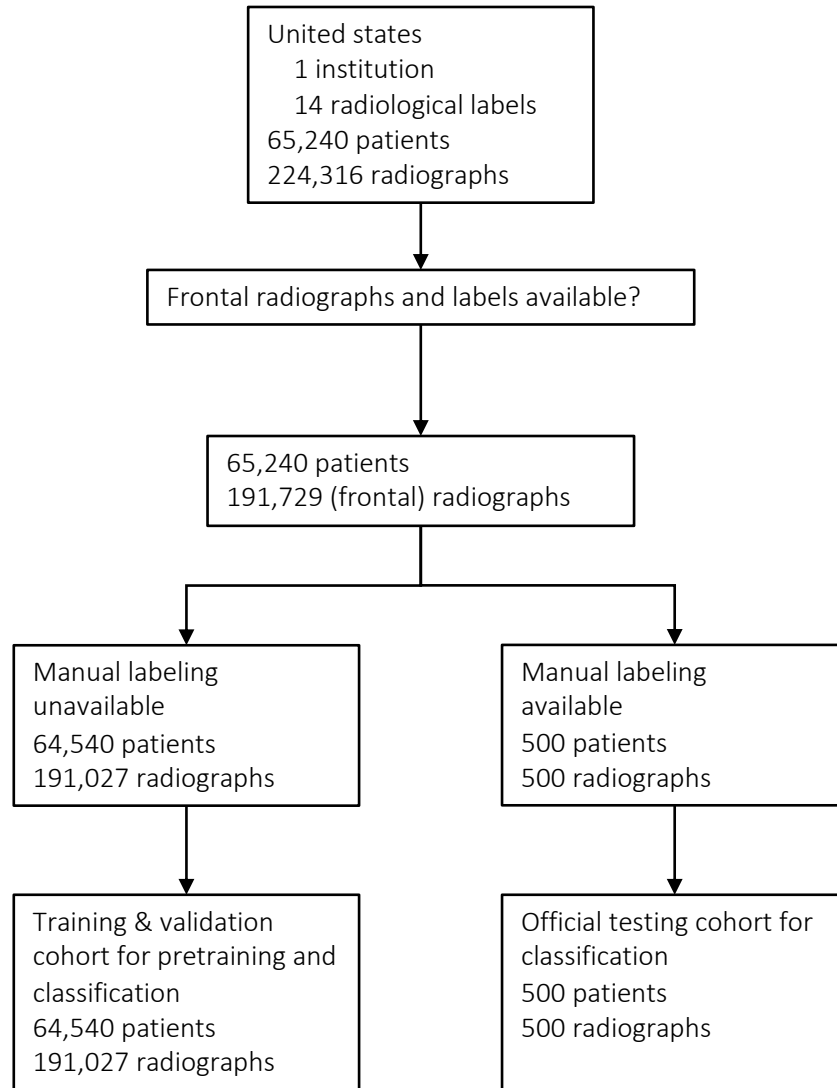 United states
1 institution
14 radiological labels
65,240 patients
224,316 radiographs
Frontal radiographs and labels available?
65,240 patients
191,729 (frontal) radiographs
Manual labeling
unavailable
64,540 patients
191,027 radiographs
Manual labeling
available
500 patients
500 radiographs
Training & validation
cohort for pretraining and
classification
64,540 patients
191,027 radiographs
Official testing cohort for
classification
500 patients
500 radiographs